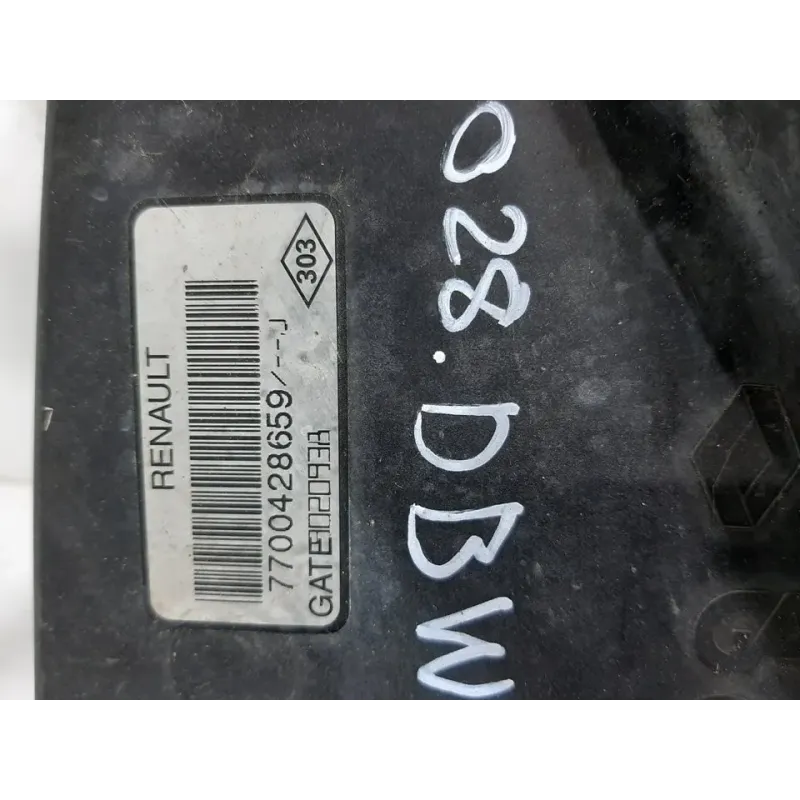 RENAULT
7700428659/--.J
GATE
303
028.DBW